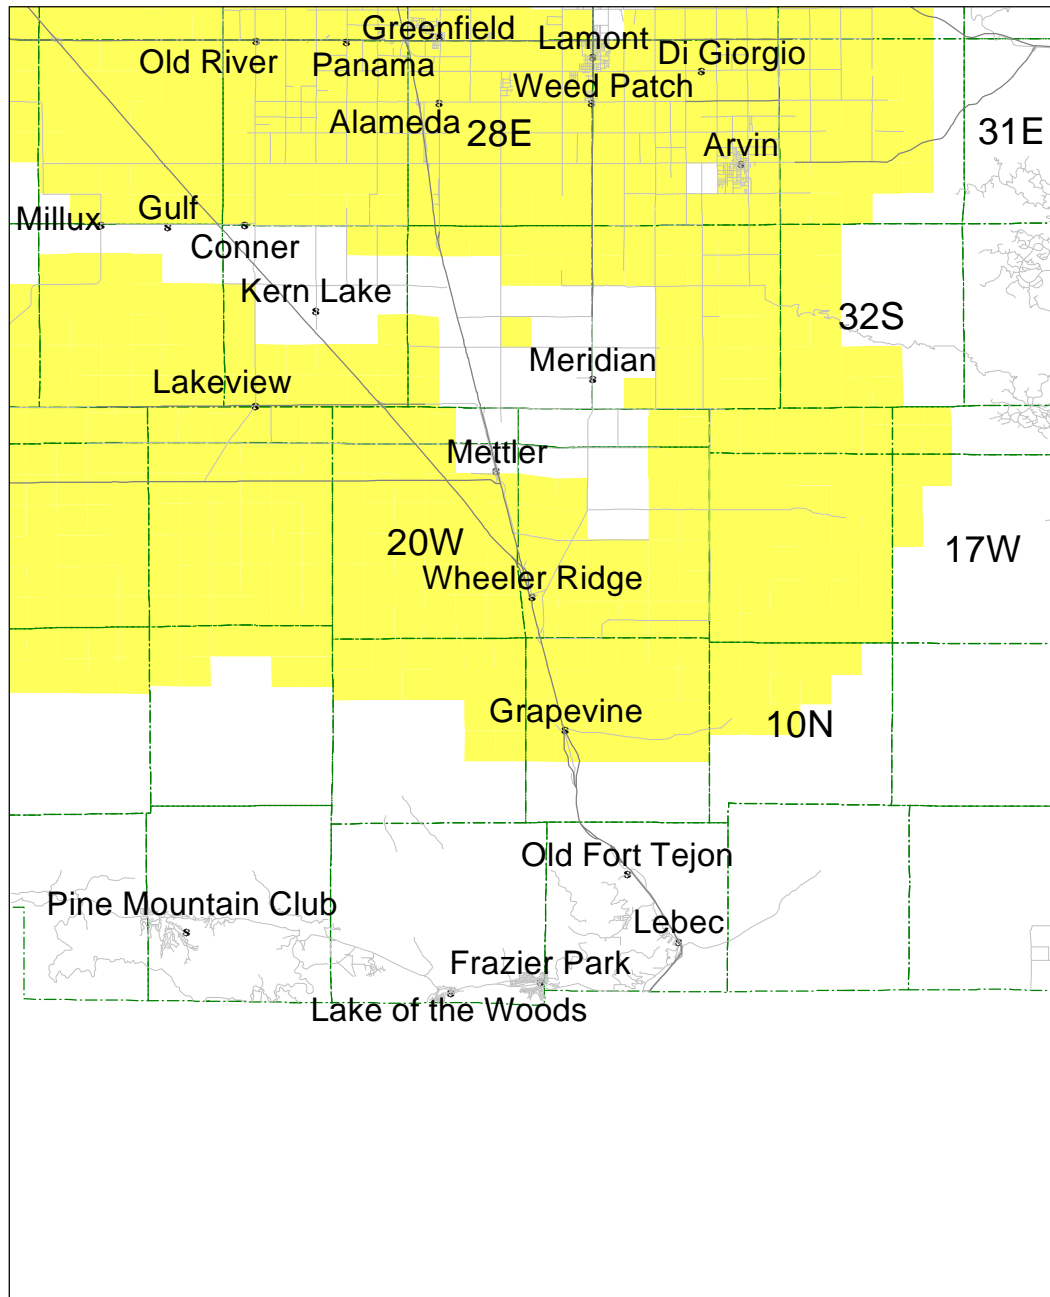 Greenfield
Lamont
Old River
Panama
Di Giorgio
Weed Patch
Alameda
28E
31E
Arvin
Millux
Gulf
Conner
Kern Lake
32S
Meridian
Lakeview
Mettler
20W
17W
Wheeler Ridge
Grapevine
10N
Old Fort Tejon
Pine Mountain Club
Lebec
Frazier Park
Lake of the Woods